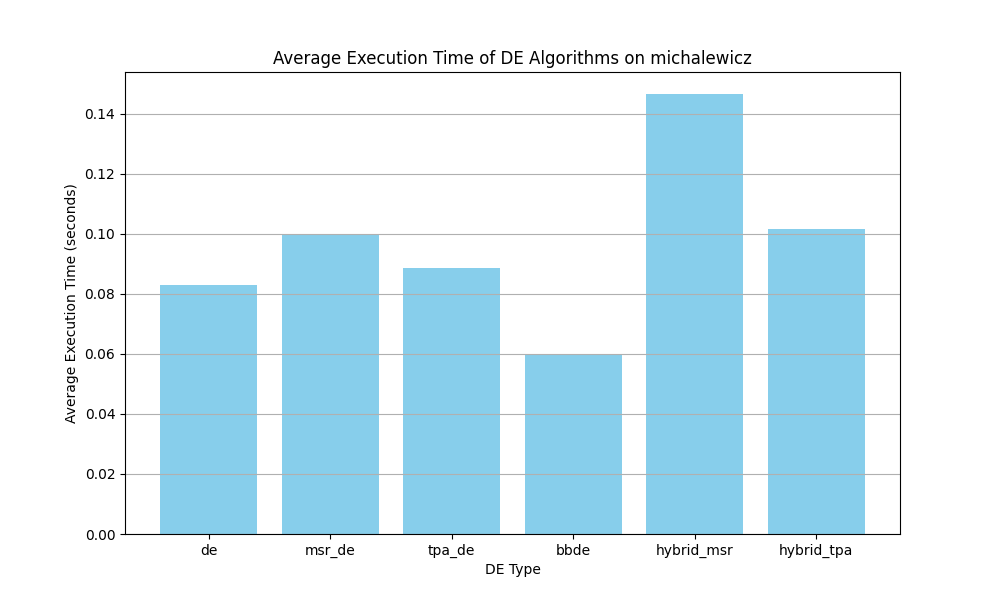 Average Execution Time of DE Algorithms on michalewicz
Average Execution Time (seconds)
0.14
0.12
0.10
0.08
0.06
0.04
0.02
0.00
de msr_de tpa_de bbde hybrid_msr hybrid_tpa
DE Type